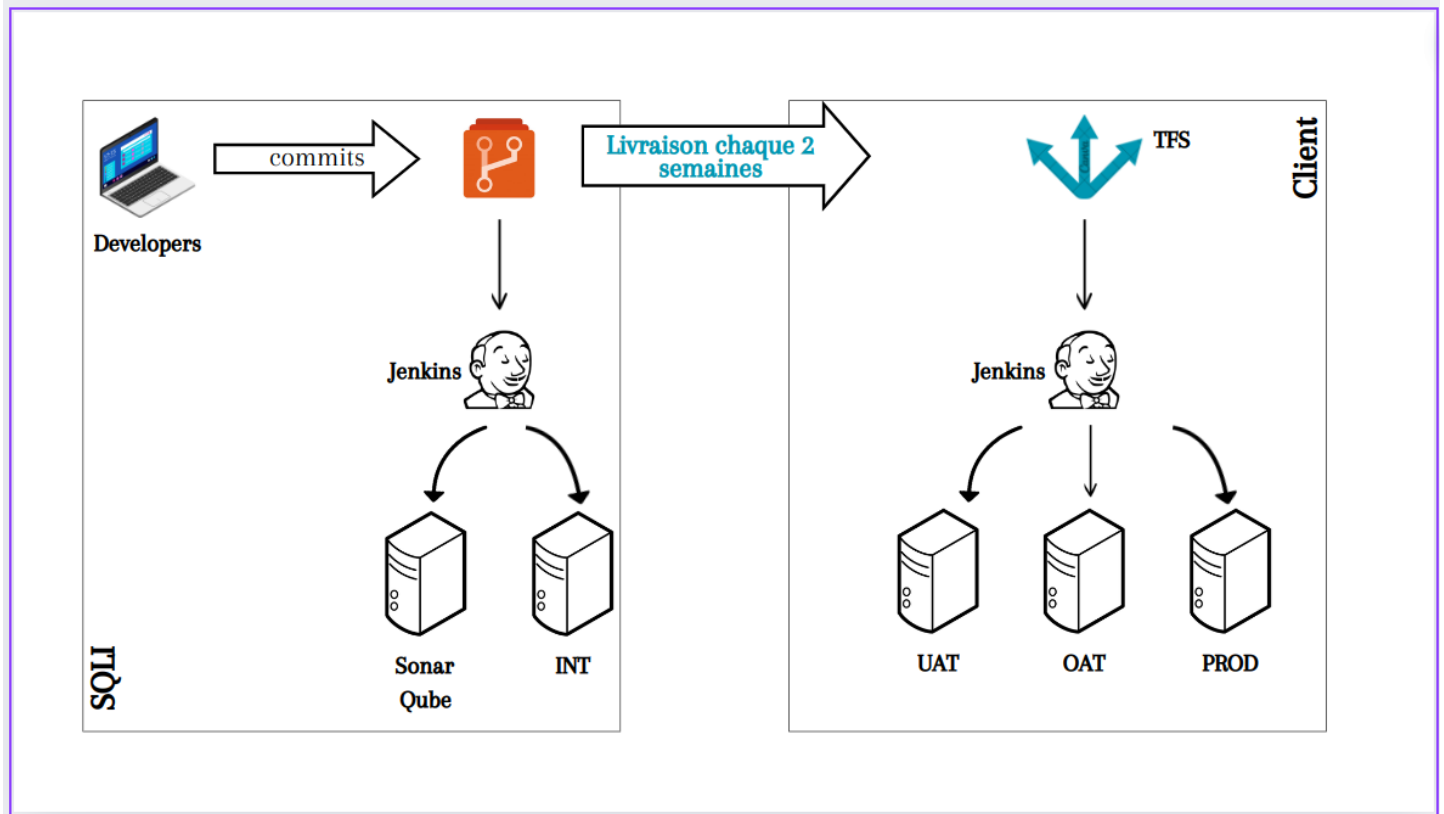 commits
Livraison chaque 2
semaines
TFS
Client
Developers
Jenkins
Jenkins
Sonar
Qube
INT
UAT
OAT
PROD
SQLI